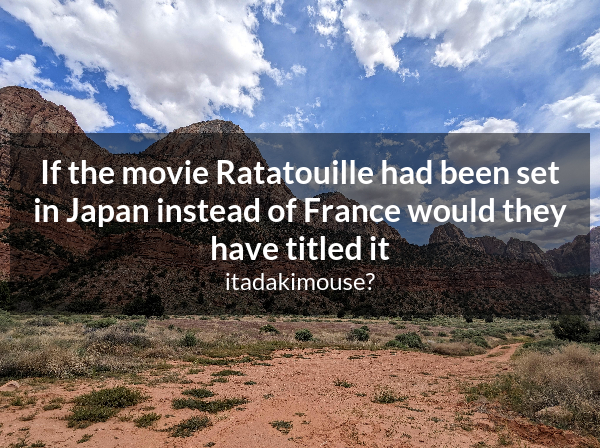 If the movie Ratatouille had been set
in Japan instead of France would they
have titled it
itadakimouse?